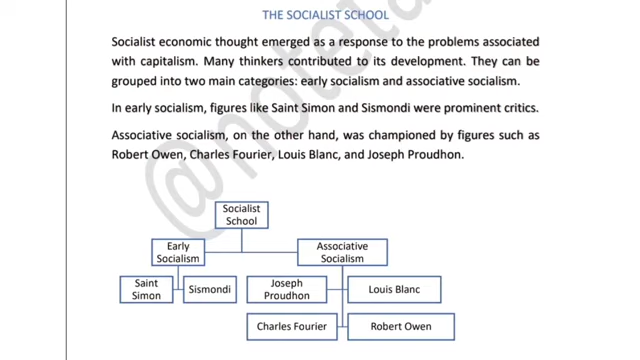 THE SOCIALIST SCHOOL
Socialist economic thought emerged as a response to the problems associated
with capitalism. Many thinkers contributed to its development. They can be
grouped into two main categories: early socialism and associative socialism.
In early socialism, figures like Saint Simon and Sismondi were prominent critics.
Associative socialism, on the other hand, was championed by figures such as
Robert Owen, Charles Fourier, Louis Blanc, and Joseph Proudhon.
Socialist
School
Early
Socialism
Associative
Socialism
Saint
Simon
Sismondi
Joseph
Proudhon
Louis Blanc
Charles Fourier
Robert Owen